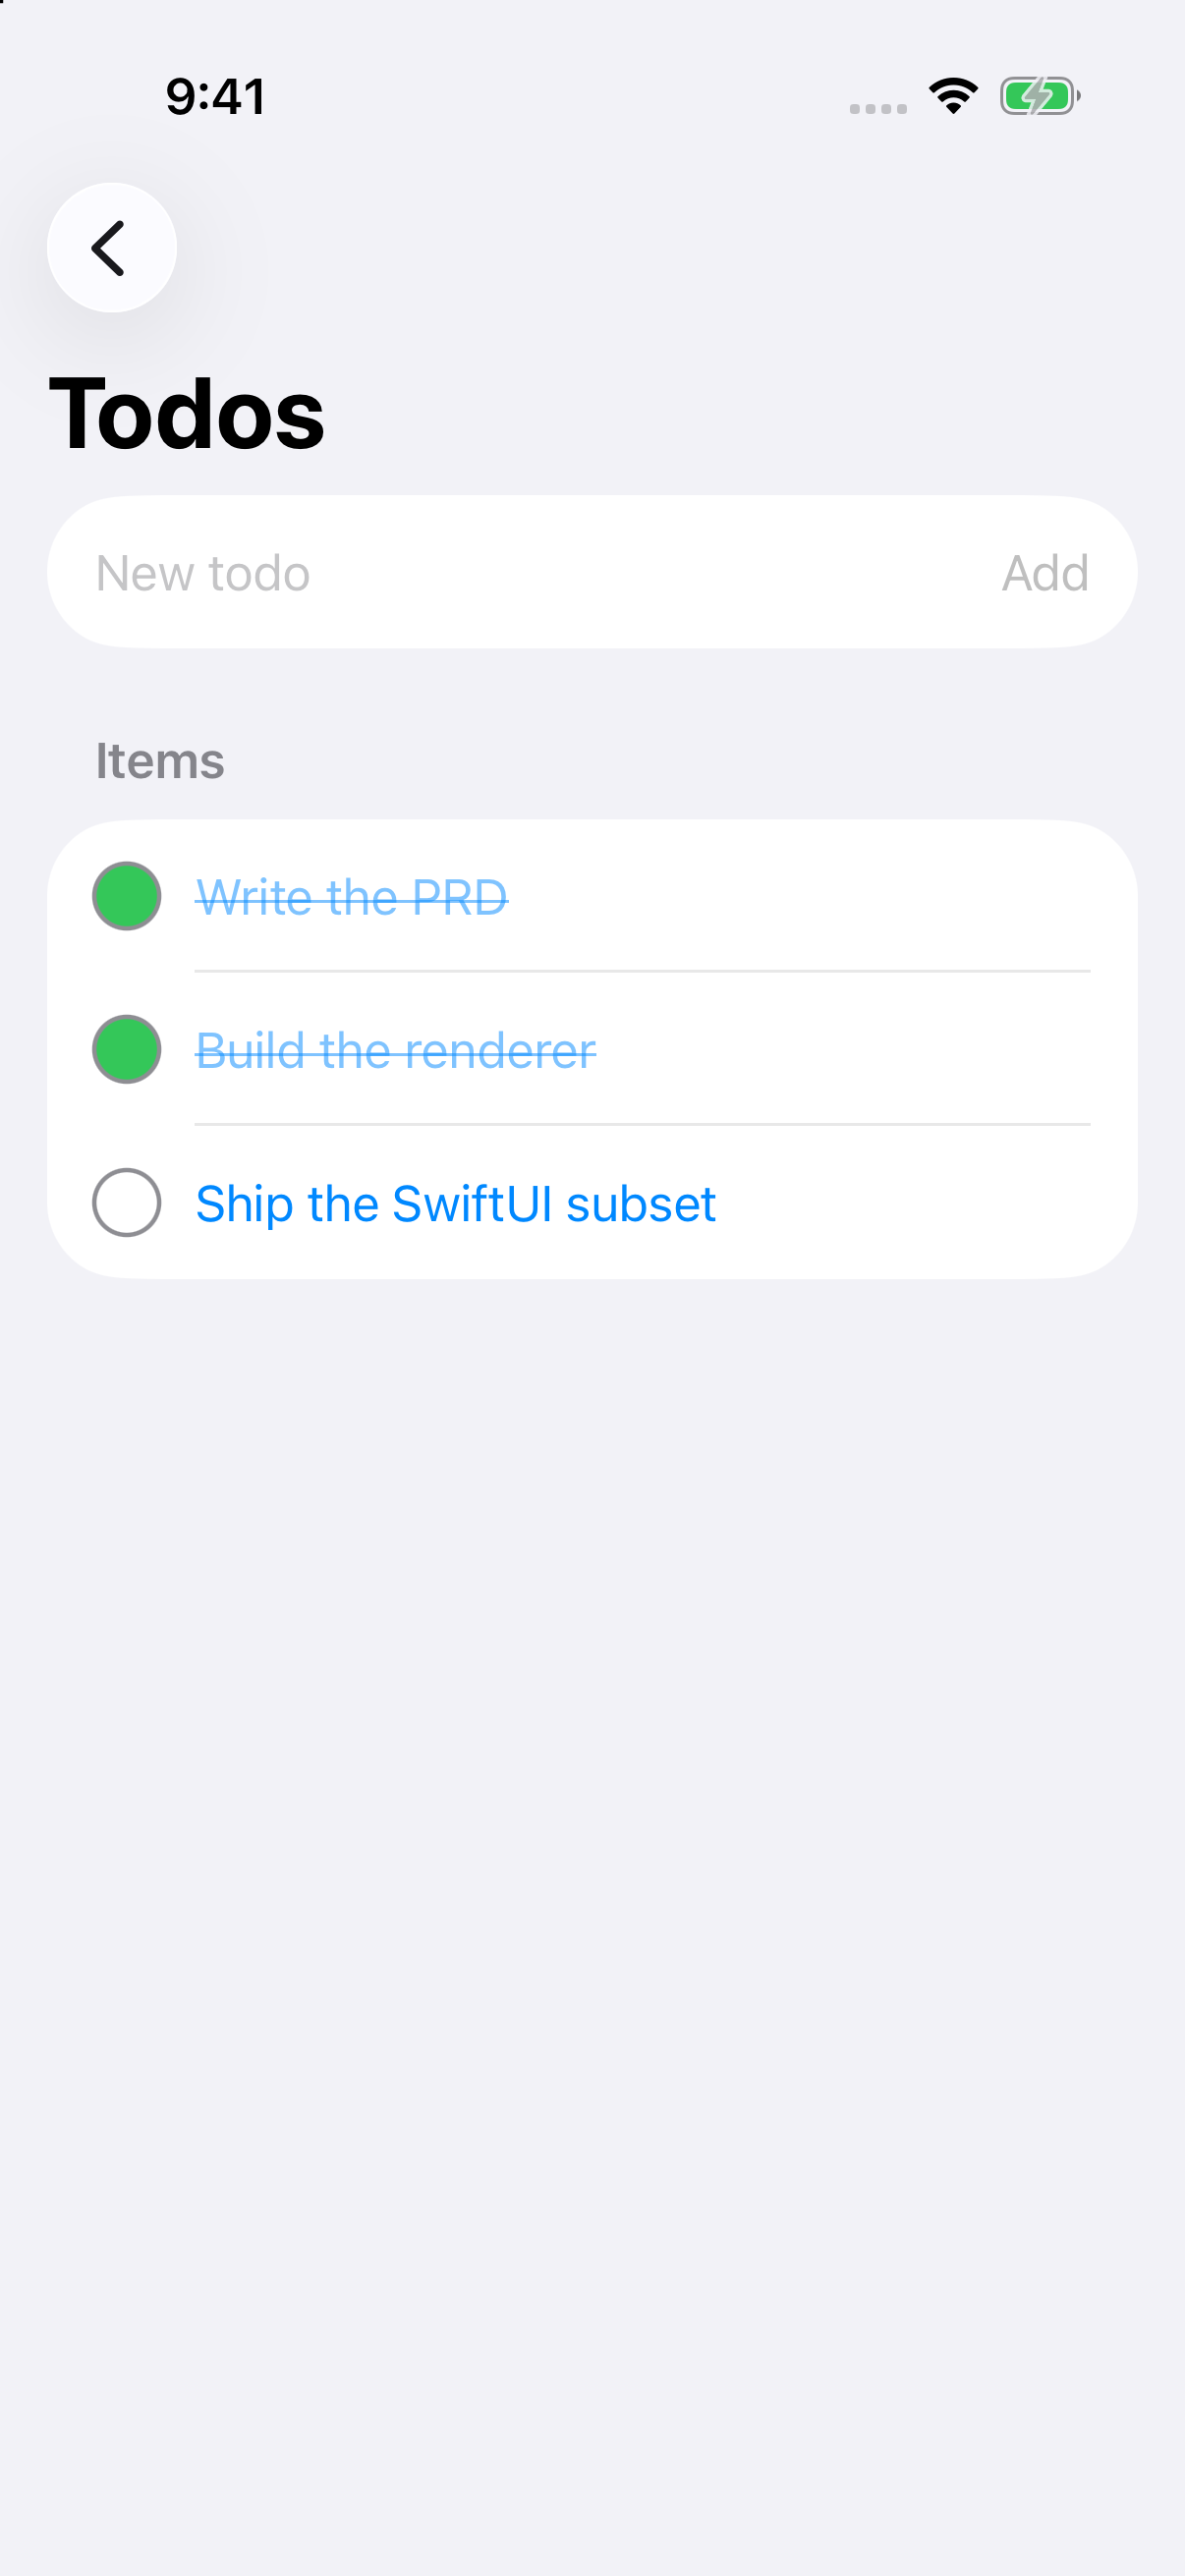 9:41
Todos
New todo Add
Items
Write the PRD
Build the renderer
Ship the SwiftUI subset